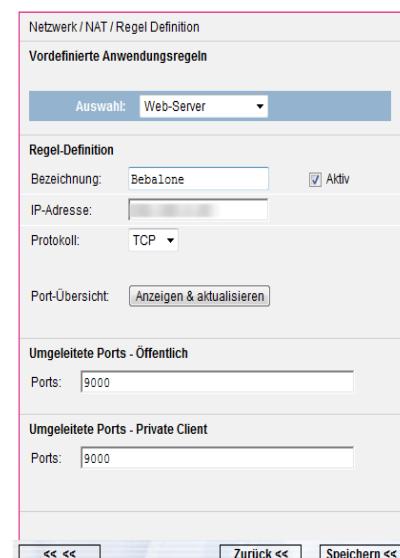 Netzwerk / NAT / Regel Definition
Vordefinierte Anwendungsregeln
Auswahl: Web-Server
Regel-Definition
Bezeichnung: Bebalone Aktiv
IP-Adresse:
Protokoll: TCP
Port-Übersicht: Anzeigen & aktualisieren
Umgeleitete Ports - Öffentlich
Ports: 9000
Umgeleitete Ports - Private Client
Ports: 9000
<< << Zurück << Speichern <<